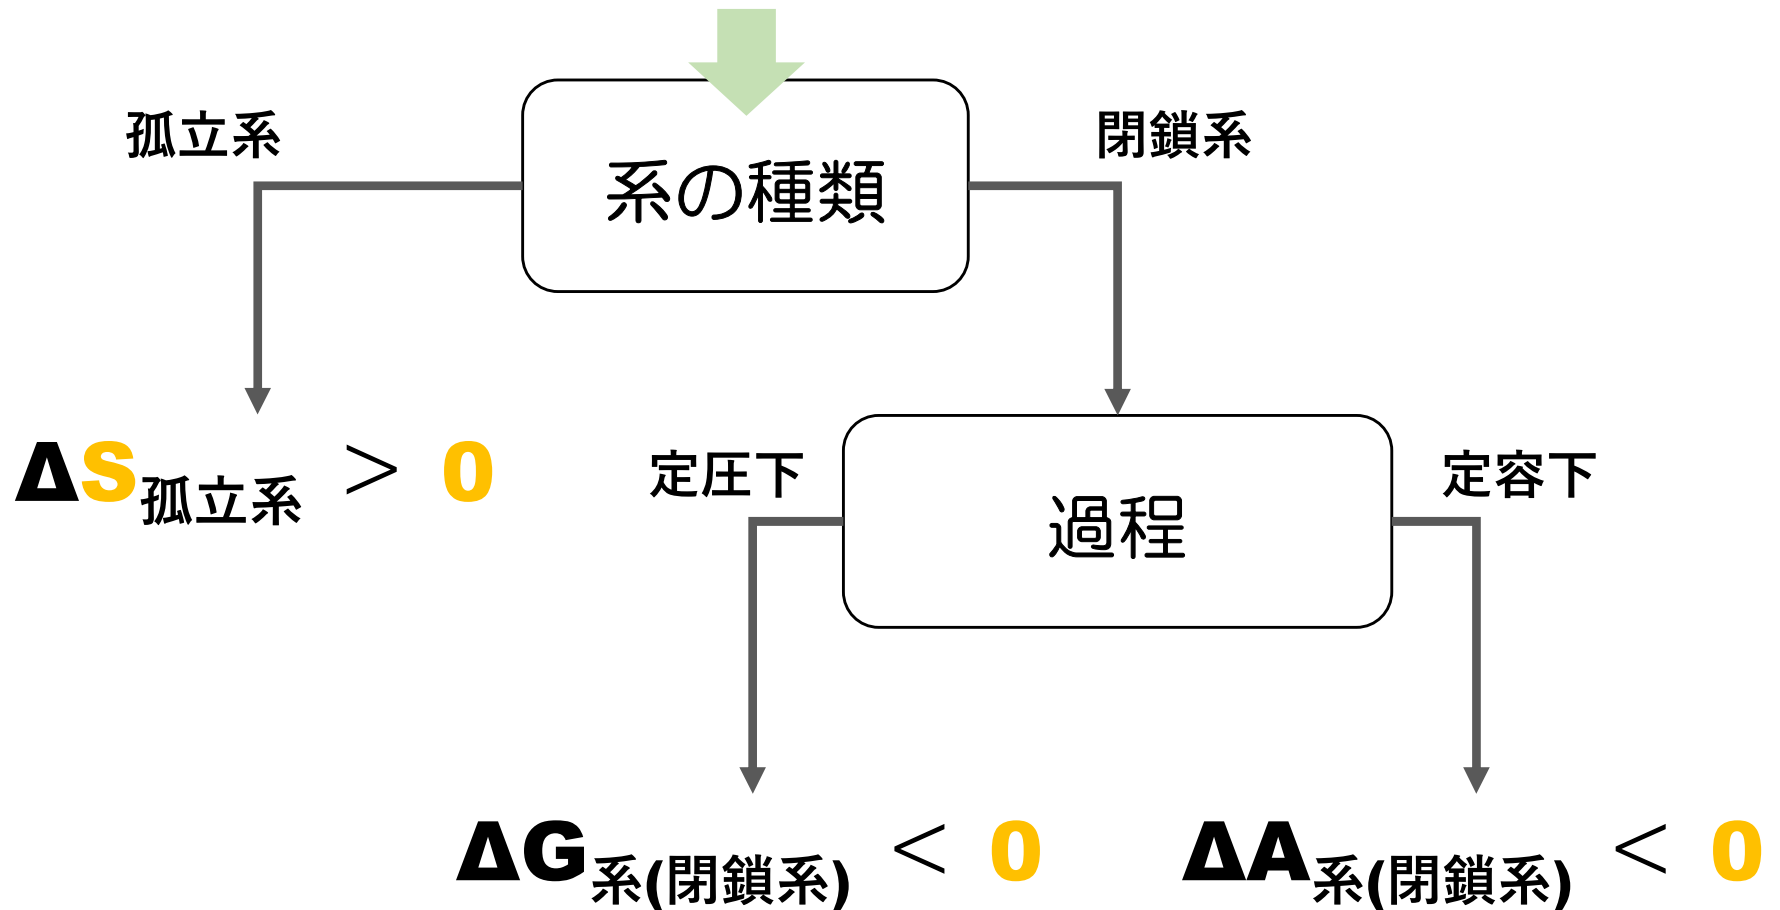 孤立系
系の種類
閉鎖系
ΔS孤立系 > 0
定圧下
過程
定容下
ΔG系(閉鎖系) < 0
ΔA系(閉鎖系) < 0